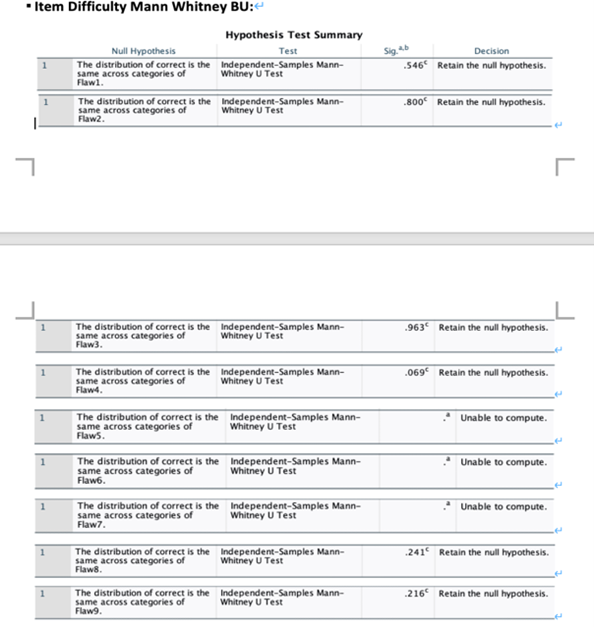 ▪ Item Difficulty Mann Whitney BU:↵
Hypothesis Test Summary
Null Hypothesis Test Sig.a,b Decision
1 The distribution of correct is the Independent-Samples Mann- .546c Retain the null hypothesis.
same across categories of Whitney U Test
Flaw1.
1 The distribution of correct is the Independent-Samples Mann- .800c Retain the null hypothesis.
same across categories of Whitney U Test
Flaw2.
1 The distribution of correct is the Independent-Samples Mann- .963c Retain the null hypothesis.
same across categories of Whitney U Test
Flaw3.
1 The distribution of correct is the Independent-Samples Mann- .069c Retain the null hypothesis.
same across categories of Whitney U Test
Flaw4.
1 The distribution of correct is the Independent-Samples Mann- .a Unable to compute.
same across categories of Whitney U Test
Flaw5.
1 The distribution of correct is the Independent-Samples Mann- .a Unable to compute.
same across categories of Whitney U Test
Flaw6.
1 The distribution of correct is the Independent-Samples Mann- .a Unable to compute.
same across categories of Whitney U Test
Flaw7.
1 The distribution of correct is the Independent-Samples Mann- .241c Retain the null hypothesis.
same across categories of Whitney U Test
Flaw8.
1 The distribution of correct is the Independent-Samples Mann- .216c Retain the null hypothesis.
same across categories of Whitney U Test
Flaw9.